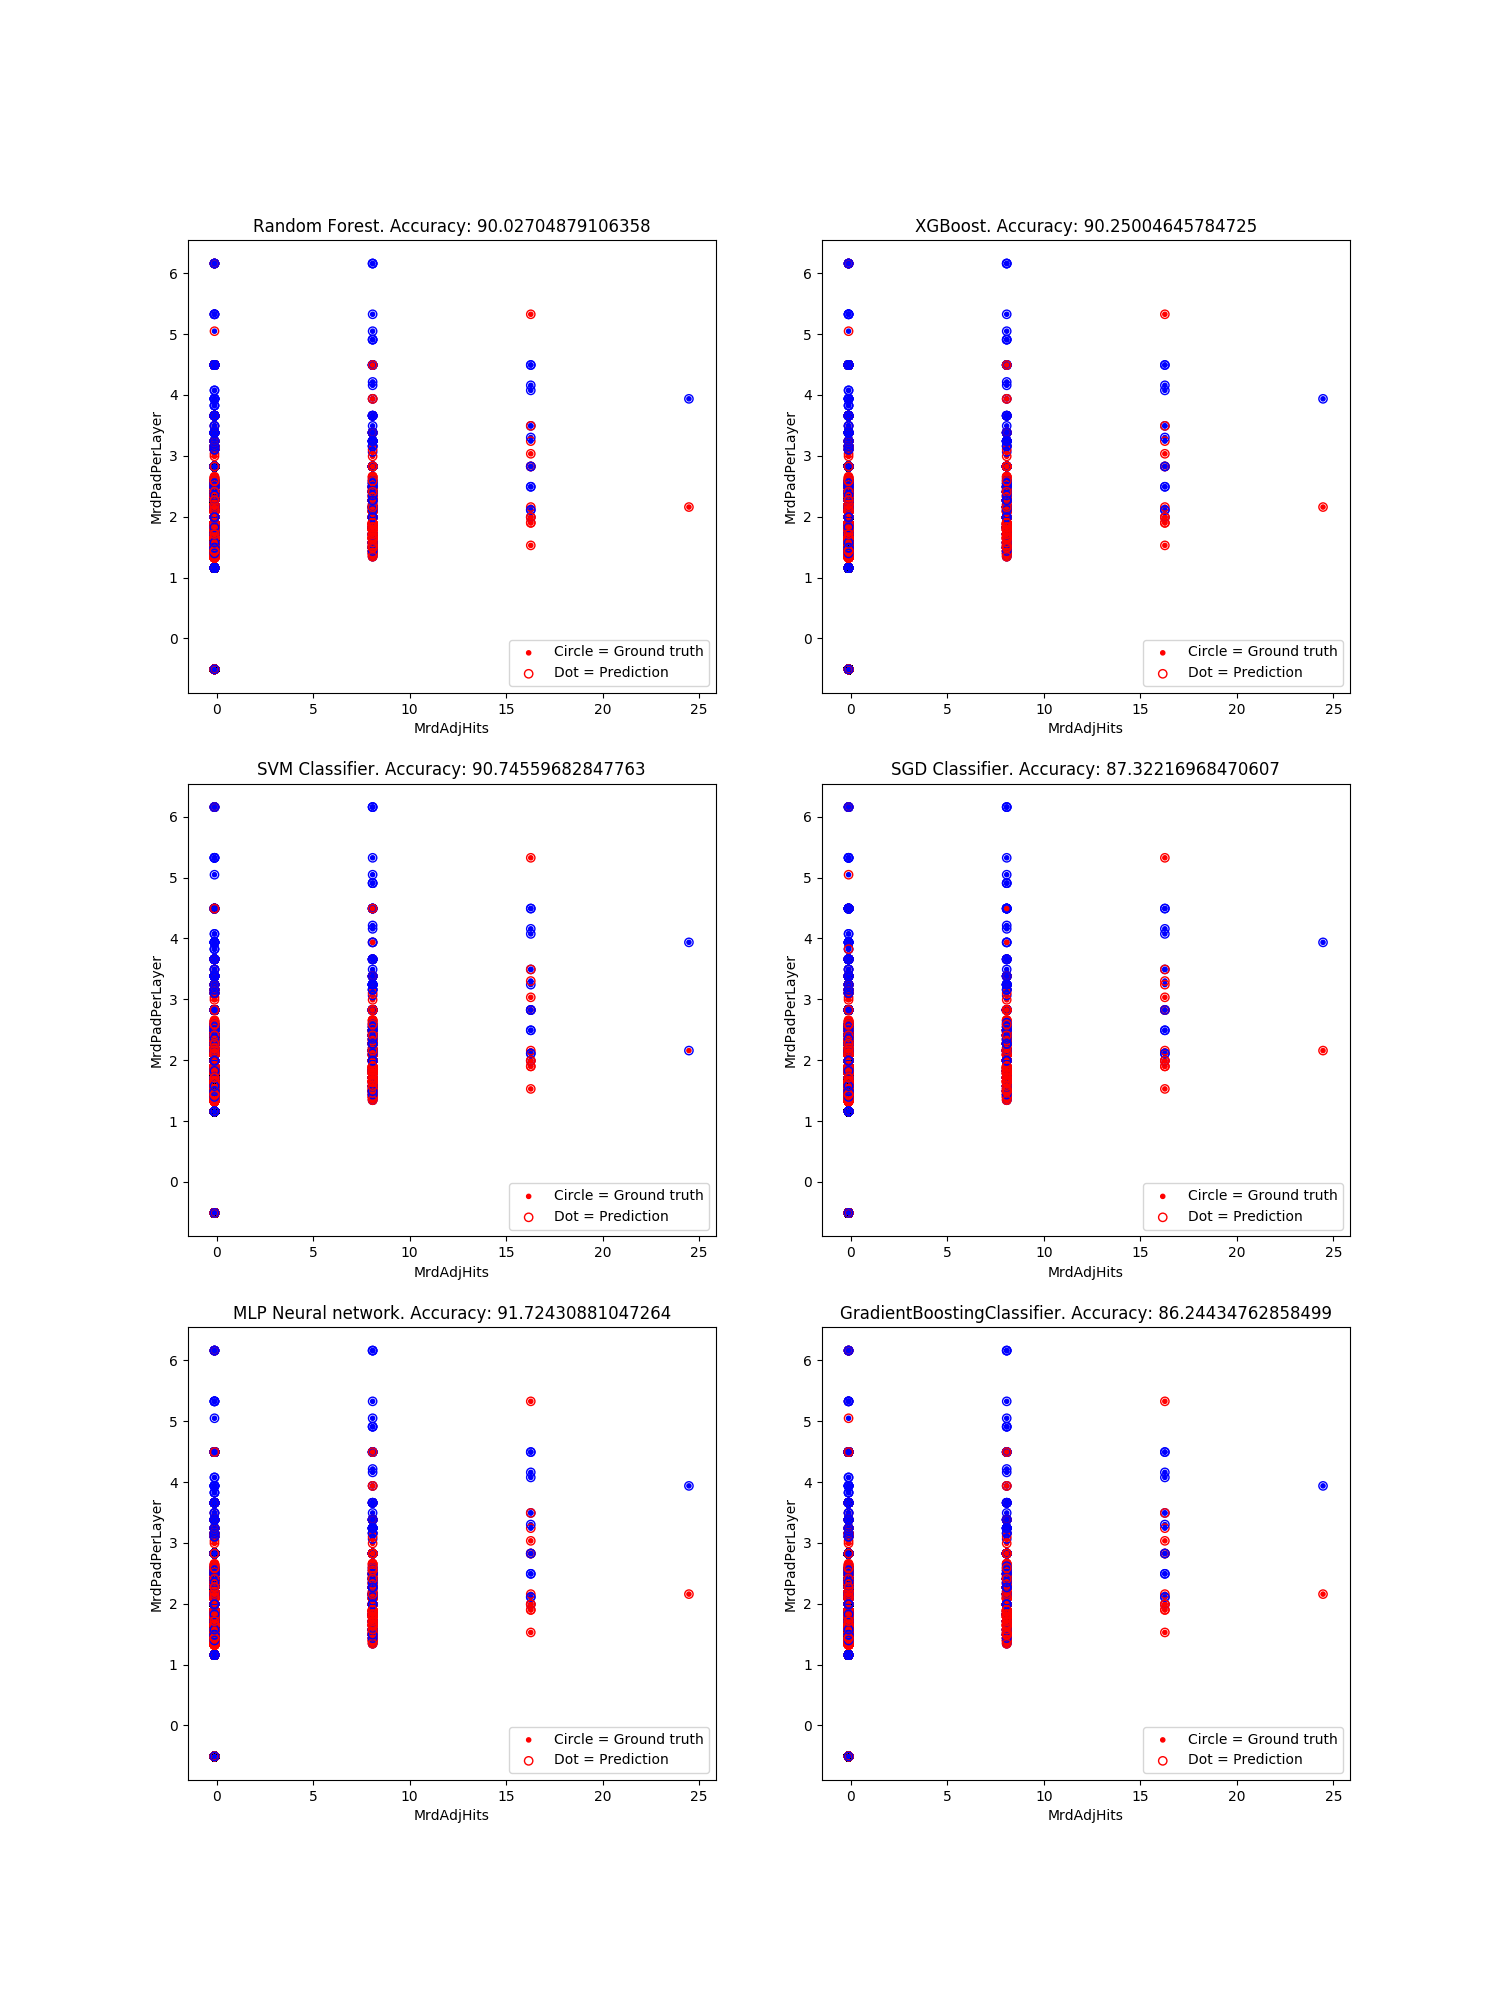 Random Forest. Accuracy: 90.02704879106358
6
5
4
3
2
1
0
MrdPadPerLayer
Circle = Ground truth
Dot = Prediction
0 5 10 15 20 25
MrdAdjHits
XGBoost. Accuracy: 90.25004645784725
6
5
4
3
2
1
0
MrdPadPerLayer
Circle = Ground truth
Dot = Prediction
0 5 10 15 20 25
MrdAdjHits
SVM Classifier. Accuracy: 90.74559682847763
6
5
4
3
2
1
0
MrdPadPerLayer
Circle = Ground truth
Dot = Prediction
0 5 10 15 20 25
MrdAdjHits
SGD Classifier. Accuracy: 87.32216968470607
6
5
4
3
2
1
0
MrdPadPerLayer
Circle = Ground truth
Dot = Prediction
0 5 10 15 20 25
MrdAdjHits
MLP Neural network. Accuracy: 91.72430881047264
6
5
4
3
2
1
0
MrdPadPerLayer
Circle = Ground truth
Dot = Prediction
0 5 10 15 20 25
MrdAdjHits
GradientBoostingClassifier. Accuracy: 86.24434762858499
6
5
4
3
2
1
0
MrdPadPerLayer
Circle = Ground truth
Dot = Prediction
0 5 10 15 20 25
MrdAdjHits